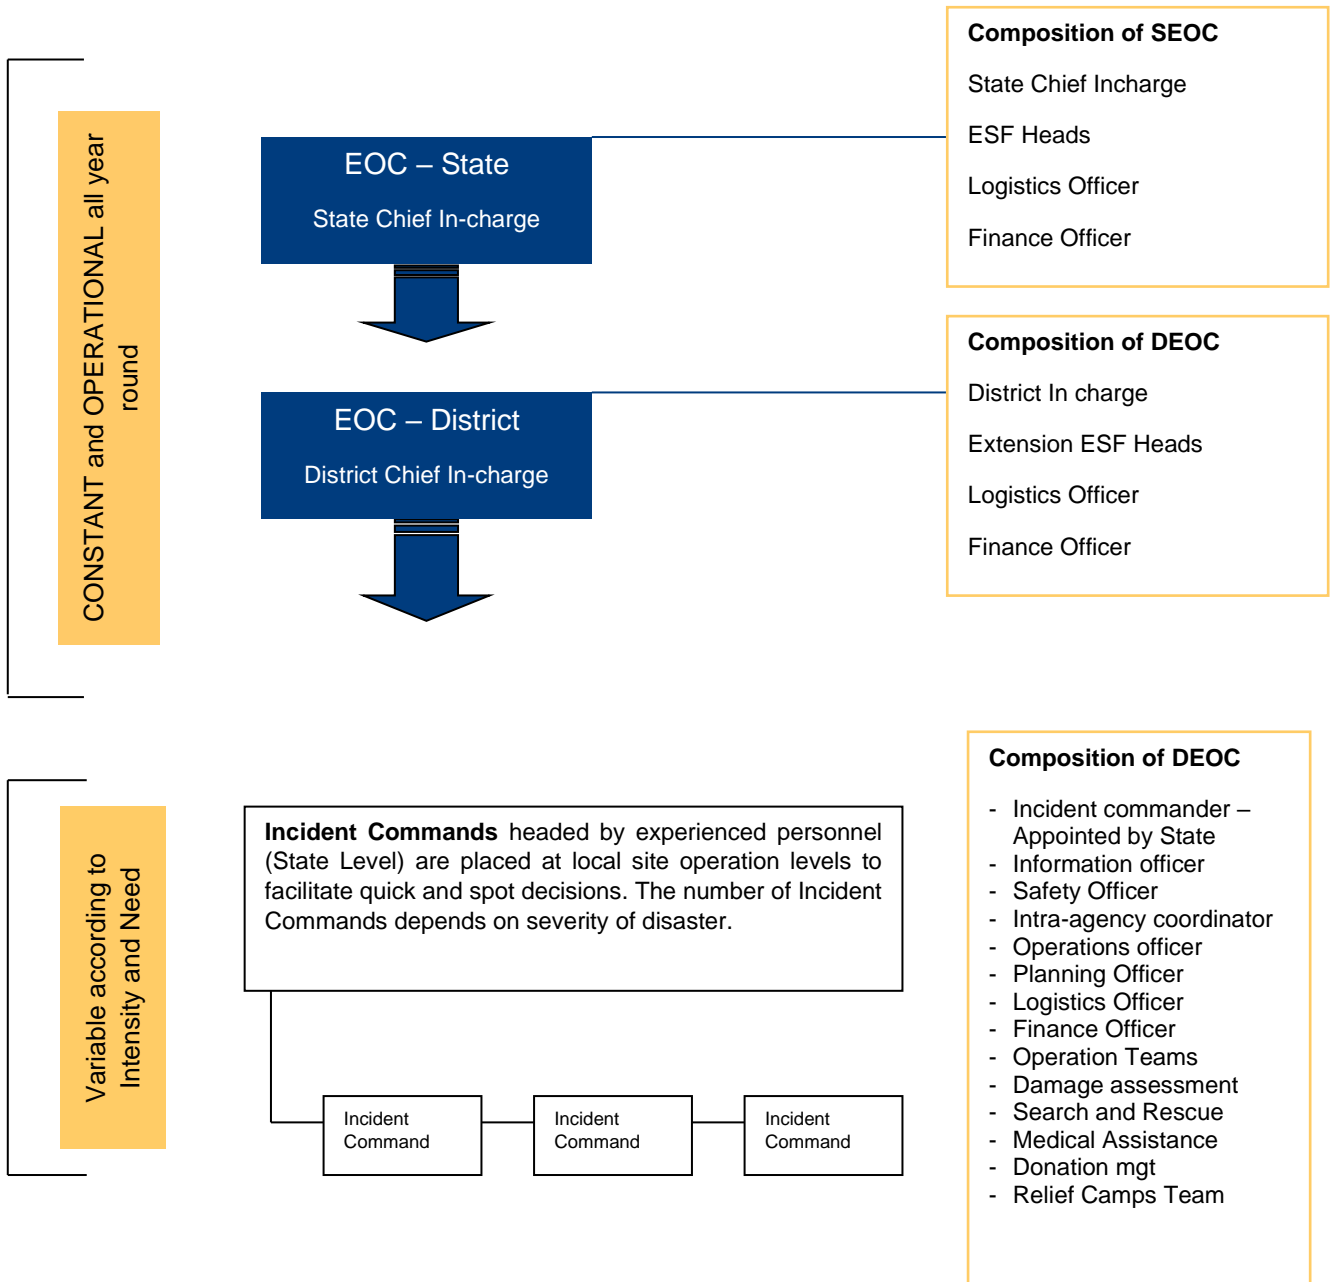 CONSTANT and OPERATIONAL all year
round
EOC – State
State Chief In-charge
Composition of SEOC
State Chief Incharge
ESF Heads
Logistics Officer
Finance Officer
EOC – District
District Chief In-charge
Composition of DEOC
District In charge
Extension ESF Heads
Logistics Officer
Finance Officer
Variable according to
Intensity and Need
Incident Commands headed by experienced personnel
(State Level) are placed at local site operation levels to
facilitate quick and spot decisions. The number of Incident
Commands depends on severity of disaster.
Incident
Command
Incident
Command
Incident
Command
Composition of DEOC
- Incident commander –
Appointed by State
- Information officer
- Safety Officer
- Intra-agency coordinator
- Operations officer
- Planning Officer
- Logistics Officer
- Finance Officer
- Operation Teams
- Damage assessment
- Search and Rescue
- Medical Assistance
- Donation mgt
- Relief Camps Team